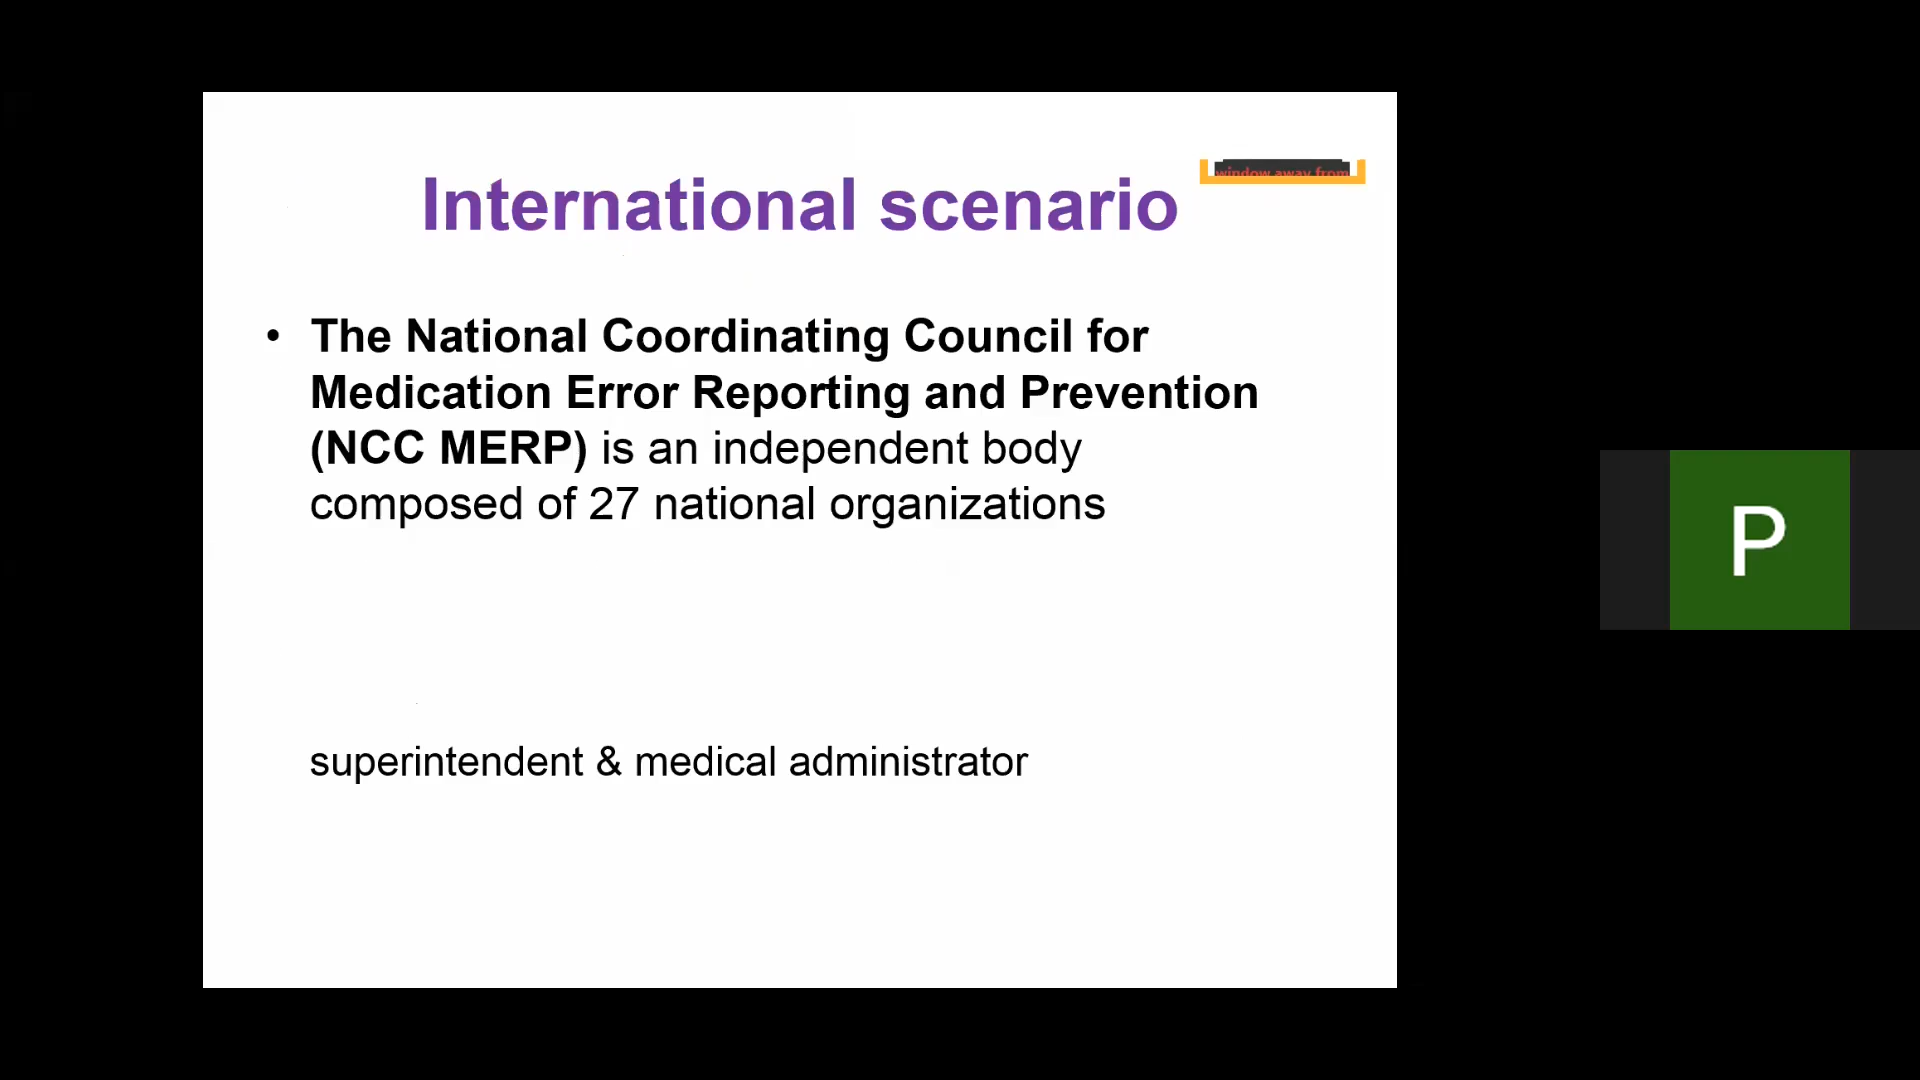 window away from
International scenario
• The National Coordinating Council for
Medication Error Reporting and Prevention
(NCC MERP) is an independent body
composed of 27 national organizations
superintendent & medical administrator
P